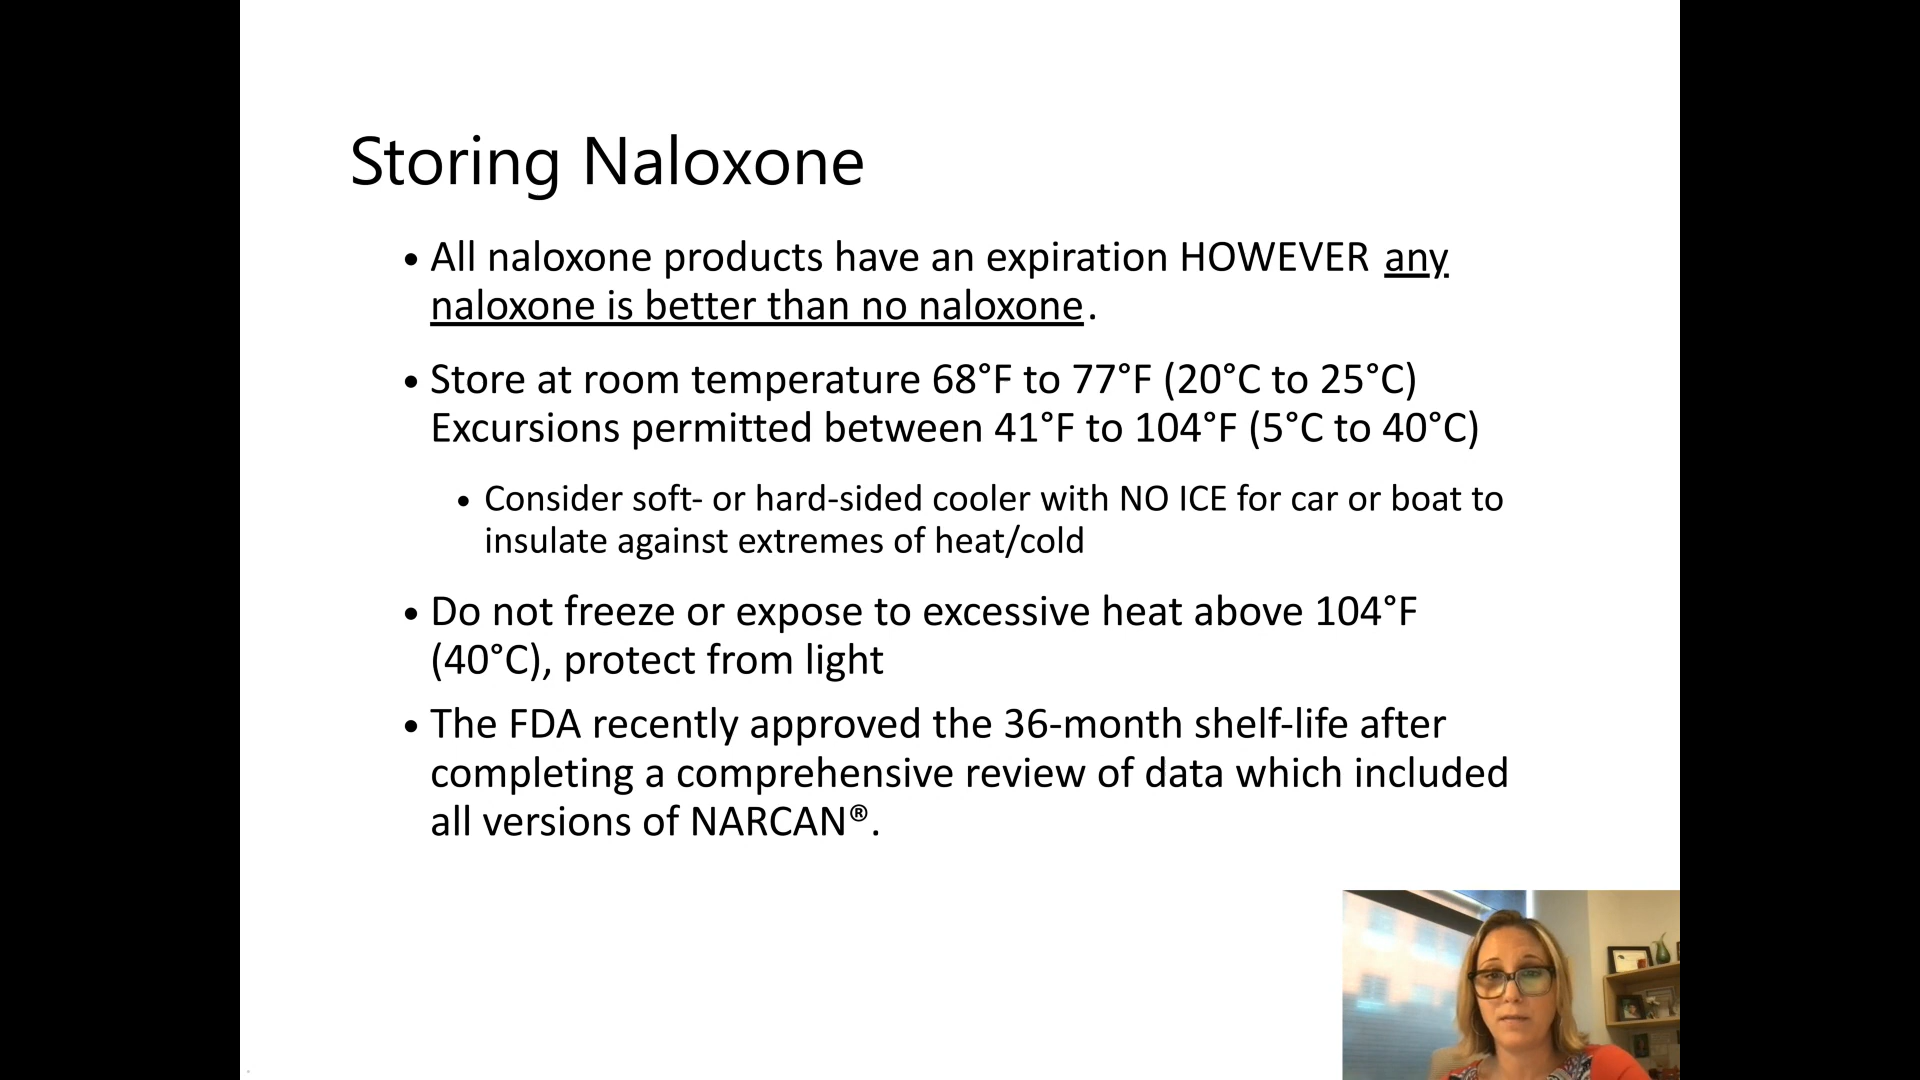 Storing Naloxone
• All naloxone products have an expiration HOWEVER any
naloxone is better than no naloxone.
• Store at room temperature 68°F to 77°F (20°C to 25°C)
Excursions permitted between 41°F to 104°F (5°C to 40°C)
• Consider soft- or hard-sided cooler with NO ICE for car or boat to
insulate against extremes of heat/cold
• Do not freeze or expose to excessive heat above 104°F
(40°C), protect from light
• The FDA recently approved the 36-month shelf-life after
completing a comprehensive review of data which included
all versions of NARCAN®.